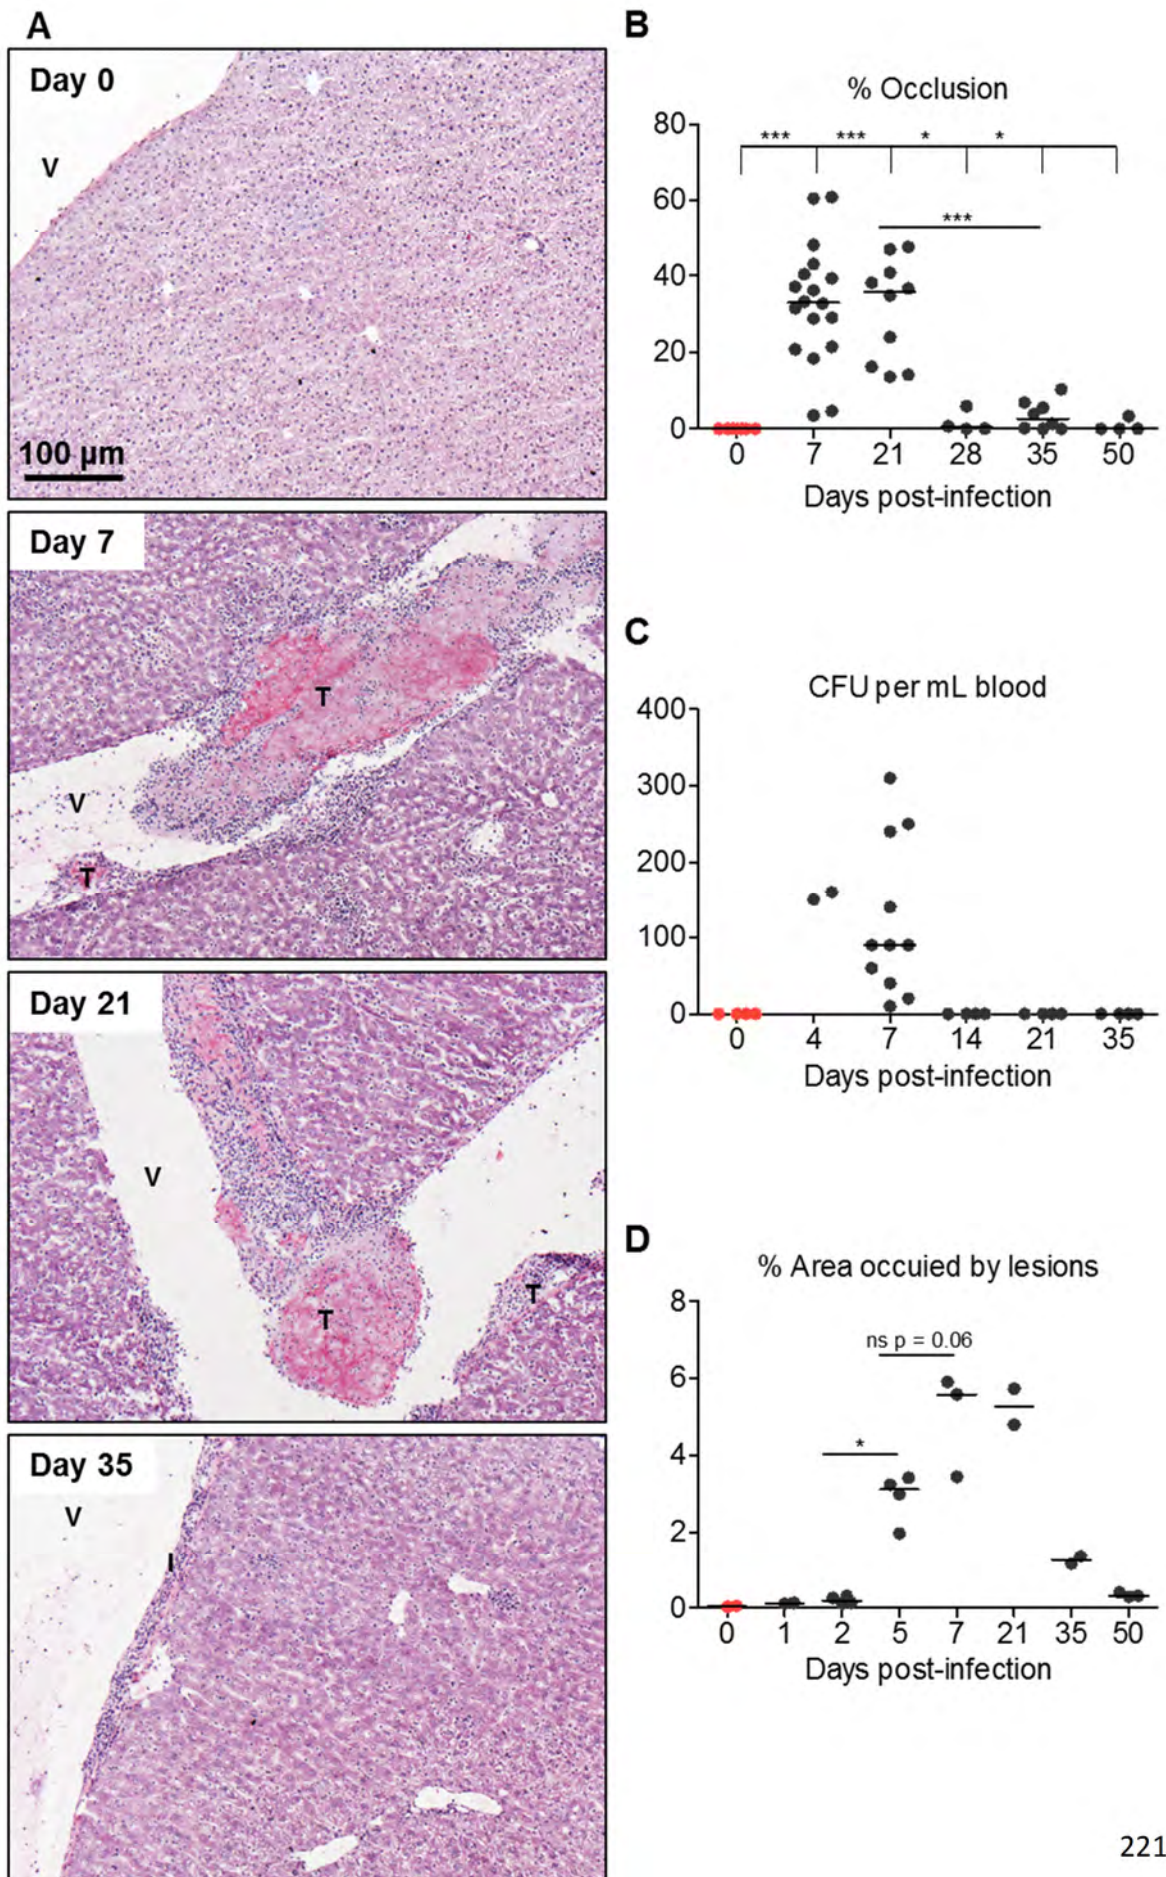 A
Day 0
V
100 µm
Day 7
T
V
T
Day 21
V
T
T
Day 35
V
I
B
% Occlusion
*** *** * *
***
80
60
40
20
0
0 7 21 28 35 50
Days post-infection
C
CFU per mL blood
400
300
200
100
0
0 4 7 14 21 35
Days post-infection
D
% Area occuied by lesions
ns p = 0.06
*
8
6
4
2
0
0 1 2 5 7 21 35 50
Days post-infection
221